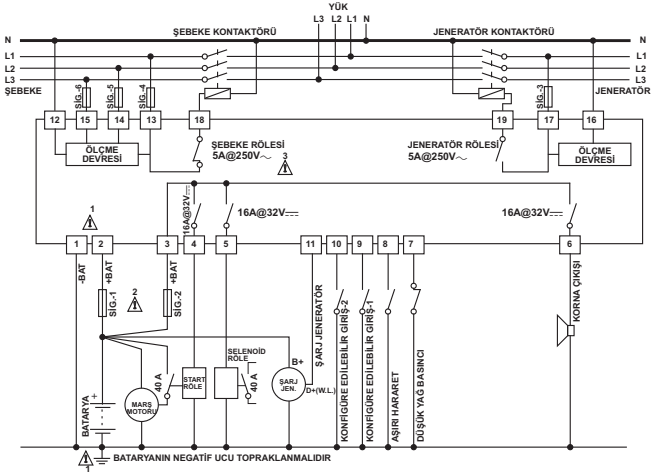 YÜK
L3 L2 L1 N
ŞEBEKE KONTAKTÖRÜ
JENERATÖR KONTAKTÖRÜ
N
N
L1
L1
L2
L2
L3
L3
ŞEBEKE
JENERATÖR
SİG.-6
SİG.-5
SİG.-4
SİG.-3
12
15
14
13
18
19
17
16
ÖLÇME DEVRESİ
ŞEBEKE RÖLESİ
5A@250V~
3
JENERATÖR RÖLESİ
5A@250V~
ÖLÇME DEVRESİ
16A@32V
16A@32V
16A@32V
1
1
2
3
4
5
11
10
9
8
7
6
-BAT
+BAT
SİG.-1
2
+BAT
SİG.-2
ŞARJ JENERATÖR
KONFİGÜRE EDİLEBİLİR GİRİŞ-2
KONFİGÜRE EDİLEBİLİR GİRİŞ-1
AŞIRI HARARET
DÜŞÜK YAĞ BASINCI
KORNA ÇIKIŞI
BATARYA
+
MARŞ MOTORU
40 A
START RÖLE
SELENOİD RÖLE
40 A
B+
ŞARJ JEN.
D+(W.L.)
1
BATARYANIN NEGATİF UCU TOPRAKLANMALIDIR